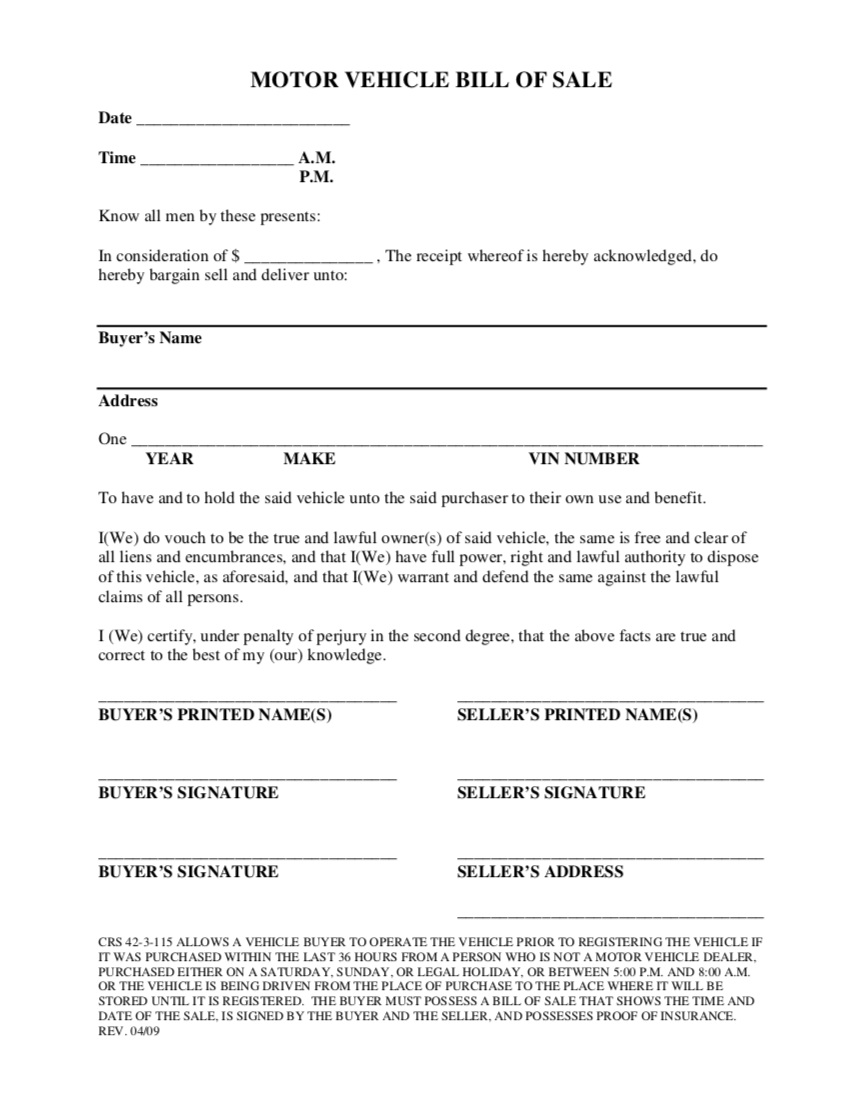 MOTOR VEHICLE BILL OF SALE
Date _________________________
Time __________________ A.M.
P.M.
Know all men by these presents:
In consideration of $ _______________ , The receipt whereof is hereby acknowledged, do
hereby bargain sell and deliver unto:
Buyer’s Name
Address
One __________________________________________________________________________
YEAR MAKE VIN NUMBER
To have and to hold the said vehicle unto the said purchaser to their own use and benefit.
I(We) do vouch to be the true and lawful owner(s) of said vehicle, the same is free and clear of
all liens and encumbrances, and that I(We) have full power, right and lawful authority to dispose
of this vehicle, as aforesaid, and that I(We) warrant and defend the same against the lawful
claims of all persons.
I (We) certify, under penalty of perjury in the second degree, that the above facts are true and
correct to the best of my (our) knowledge.
___________________________________ ____________________________________
BUYER’S PRINTED NAME(S) SELLER’S PRINTED NAME(S)
___________________________________ ____________________________________
BUYER’S SIGNATURE SELLER’S SIGNATURE
___________________________________ ____________________________________
BUYER’S SIGNATURE SELLER’S ADDRESS
____________________________________
CRS 42-3-115 ALLOWS A VEHICLE BUYER TO OPERATE THE VEHICLE PRIOR TO REGISTERING THE VEHICLE IF
IT WAS PURCHASED WITHIN THE LAST 36 HOURS FROM A PERSON WHO IS NOT A MOTOR VEHICLE DEALER,
PURCHASED EITHER ON A SATURDAY, SUNDAY, OR LEGAL HOLIDAY, OR BETWEEN 5:00 P.M. AND 8:00 A.M.
OR THE VEHICLE IS BEING DRIVEN FROM THE PLACE OF PURCHASE TO THE PLACE WHERE IT WILL BE
STORED UNTIL IT IS REGISTERED. THE BUYER MUST POSSESS A BILL OF SALE THAT SHOWS THE TIME AND
DATE OF THE SALE, IS SIGNED BY THE BUYER AND THE SELLER, AND POSSESSES PROOF OF INSURANCE.
REV. 04/09